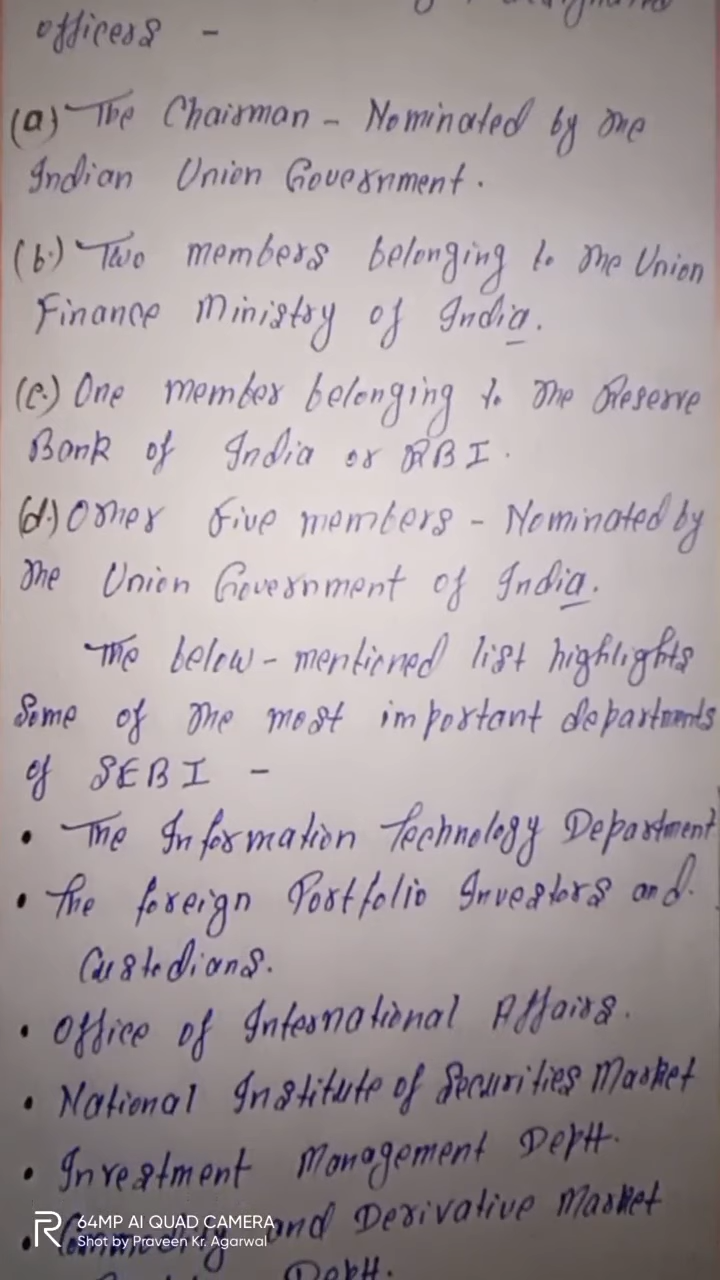 officers -
(a) The Chairman - Nominated by the
Indian Union Government.
(b.) Two members belonging to the Union
Finance Ministry of India.
(c.) One member belonging to the Reserve
Bank of India or RBI.
(d.) Other five members - Nominated by
the Union Government of India.
The below-mentioned list highlights
Some of the most important departments
of SEBI -
• The Information Technology Department
• The foreign Portfolio Investors and
Custodians.
• Office of International Affairs.
• National Institute of Securities Market
• Investment Management Deptt.
• Commodity and Derivative Market
Deptt.
R 64MP AI QUAD CAMERA
Shot by Praveen Kr. Agarwal